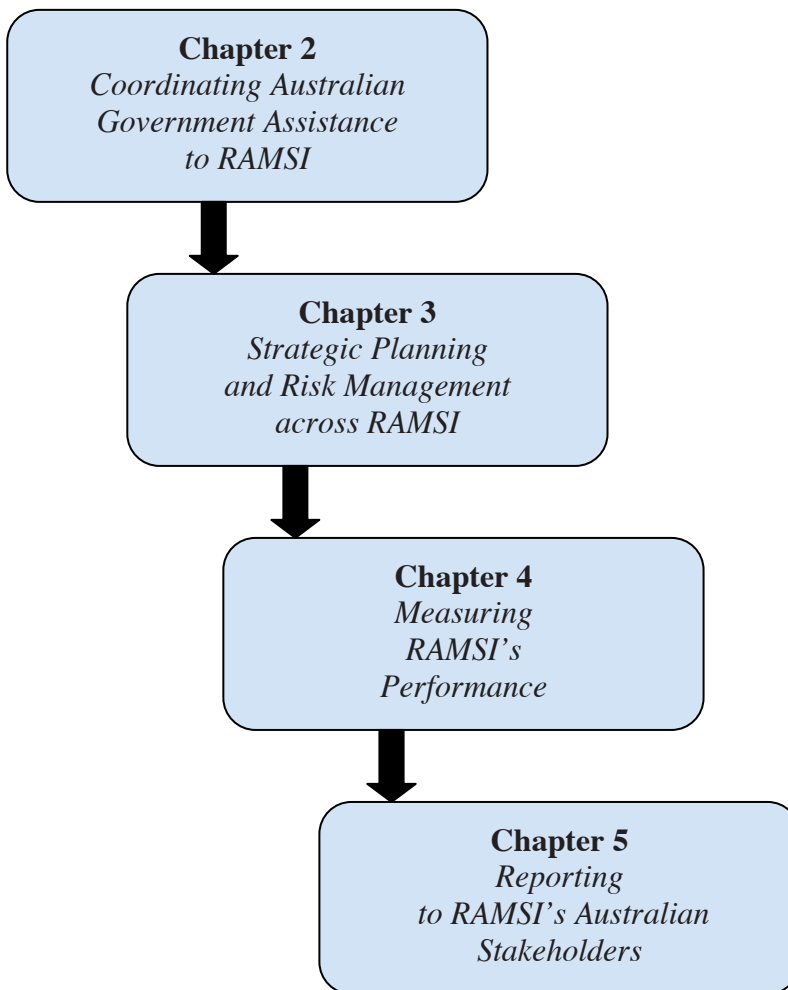 Chapter 2
Coordinating Australian
Government Assistance
to RAMSI
Chapter 3
Strategic Planning
and Risk Management
across RAMSI
Chapter 4
Measuring
RAMSI’s
Performance
Chapter 5
Reporting
to RAMSI’s Australian
Stakeholders